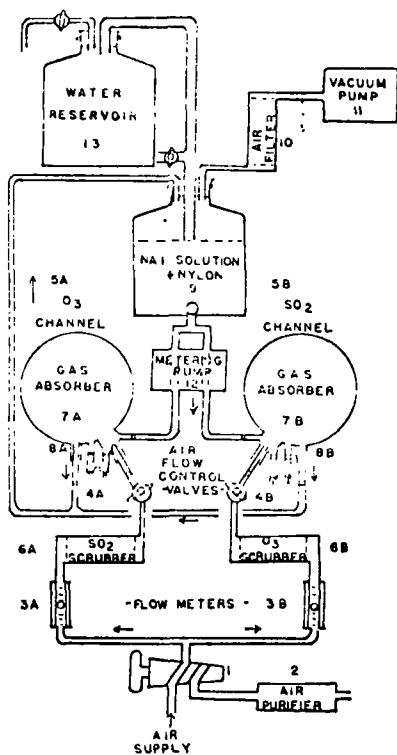 WATER
RESERVOIR
13
VACUUM
PUMP
11
AIR
FILTER
10
NAI SOLUTION
+ NYLON
9
5A
O3
CHANNEL
5B
SO2
CHANNEL
METERING
PUMP
12
GAS
ABSORBER
7A
GAS
ABSORBER
7B
8A
8B
4A
AIR
FLOW
CONTROL
-VALVES-
4B
6A
SO2
SCRUBBER
O3
SCRUBBER
6B
3A
-FLOW METERS-
3B
1
2
AIR
PURIFIER
AIR
SUPPLY